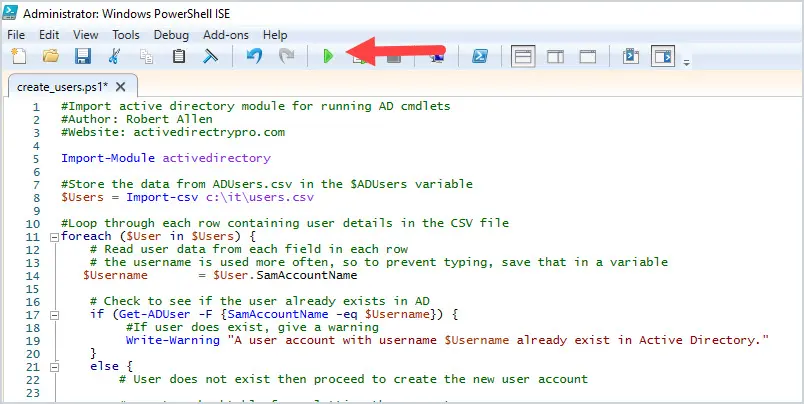 Administrator: Windows PowerShell ISE
File Edit View Tools Debug Add-ons Help
create_users.ps1* X
1 #Import active directory module for running AD cmdlets
2 #Author: Robert Allen
3 #Website: activedirectrypro.com
4
5 Import-Module activedirectory
6
7 #Store the data from ADUsers.csv in the $ADUsers variable
8 $Users = Import-csv c:\it\users.csv
9
10 #Loop through each row containing user details in the CSV file
11 foreach ($User in $Users) {
12 # Read user data from each field in each row
13 # the username is used more often, so to prevent typing, save that in a variable
14 $Username = $User.SamAccountName
15
16 # Check to see if the user already exists in AD
17 if (Get-ADUser -F {SamAccountName -eq $Username}) {
18 #If user does exist, give a warning
19 Write-Warning "A user account with username $Username already exist in Active Directory."
20 }
21 else {
22 # User does not exist then proceed to create the new user account
23